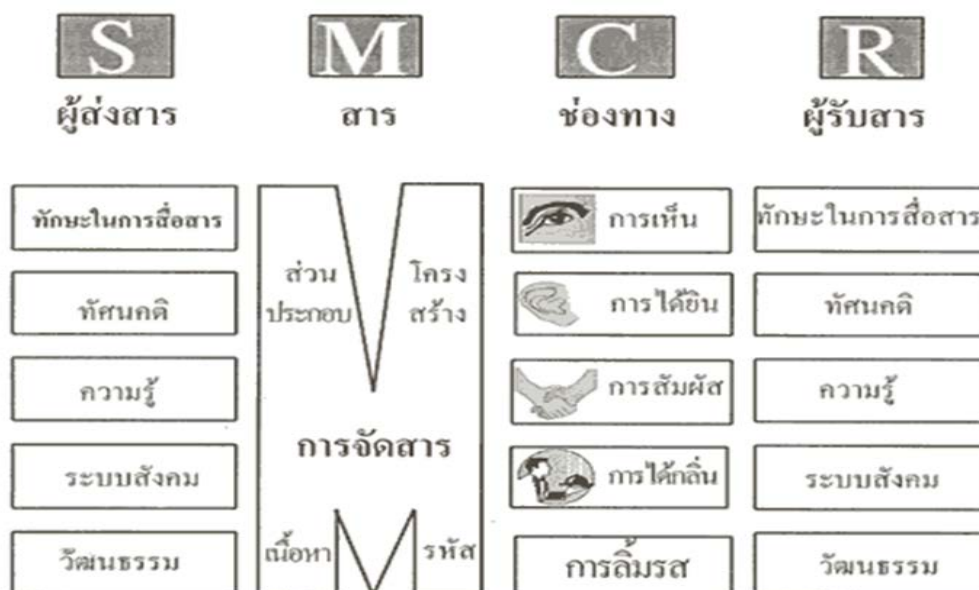 S
M
C
R
ผู้ส่งสาร
สาร
ช่องทาง
ผู้รับสาร
ทักษะในการสื่อสาร
ทัศนคติ
ความรู้
ระบบสังคม
วัฒนธรรม
ส่วน
ประกอบ
โครง
สร้าง
การจัดสาร
เนื้อหา
รหัส
การเห็น
การได้ยิน
การสัมผัส
การได้กลิ่น
การลิ้มรส
ทักษะในการสื่อสาร
ทัศนคติ
ความรู้
ระบบสังคม
วัฒนธรรม